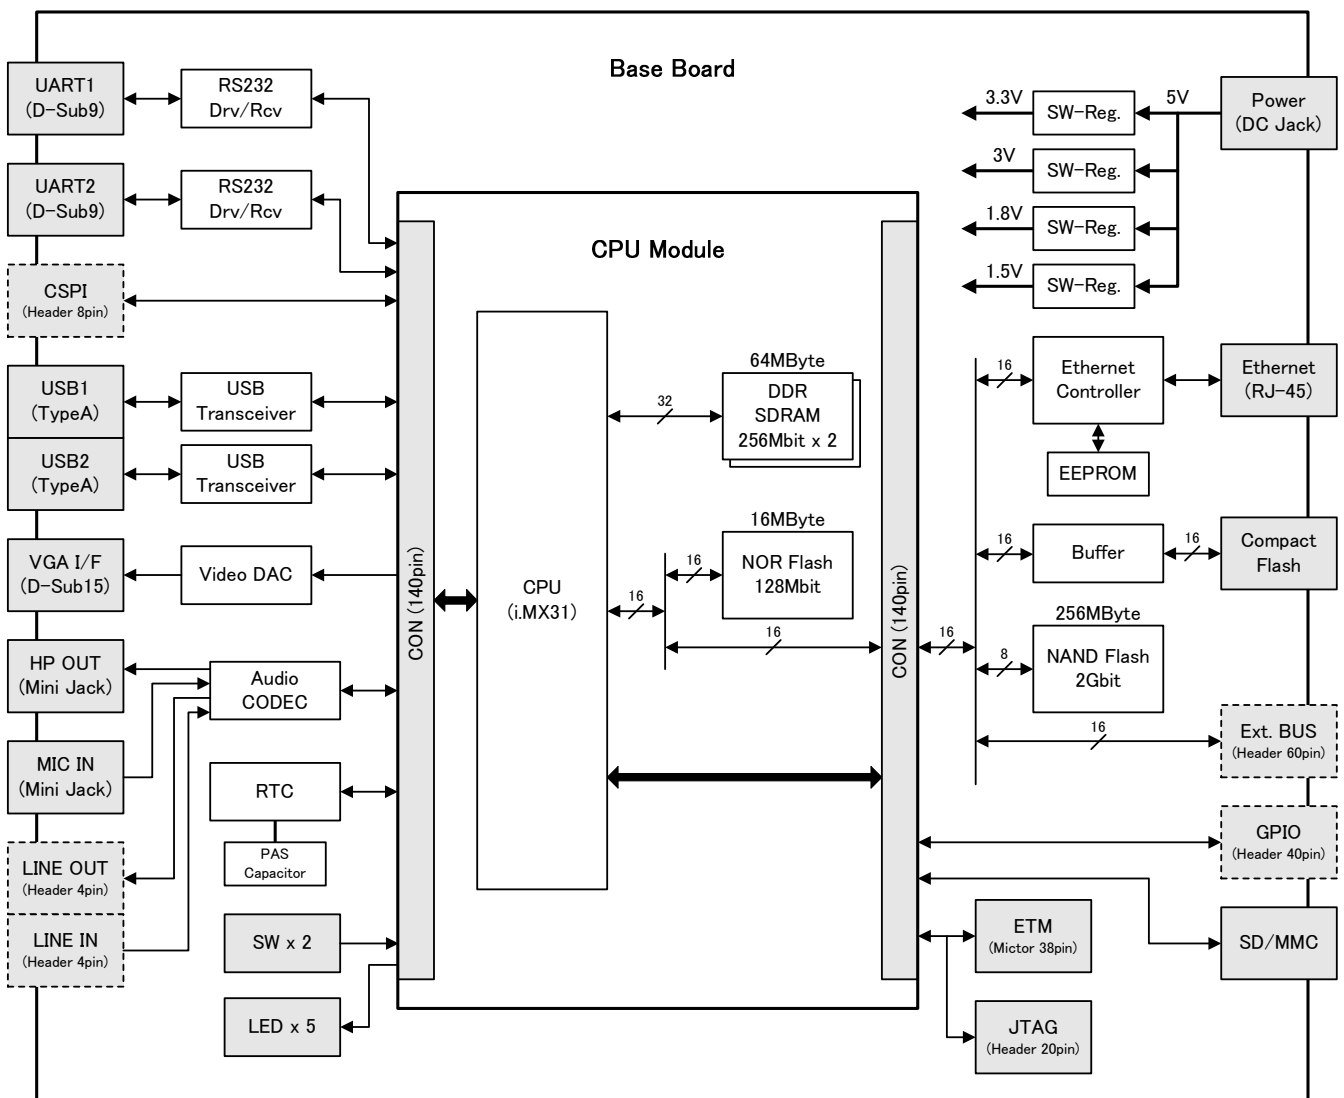 Base Board
UART1
(D-Sub9)
RS232
Drv/Rcv
UART2
(D-Sub9)
RS232
Drv/Rcv
CSPI
(Header 8pin)
USB1
(TypeA)
USB
Transceiver
USB2
(TypeA)
USB
Transceiver
VGA I/F
(D-Sub15)
Video DAC
HP OUT
(Mini Jack)
Audio
CODEC
MIC IN
(Mini Jack)
RTC
PAS
Capacitor
LINE OUT
(Header 4pin)
LINE IN
(Header 4pin)
SW x 2
LED x 5
CON (140pin)
CPU Module
CPU
(i.MX31)
64MByte
32
DDR
SDRAM
256Mbit x 2
16MByte
16
16
NOR Flash
128Mbit
16
CON (140pin)
16
3.3V
SW-Reg.
5V
Power
(DC Jack)
3V
SW-Reg.
1.8V
SW-Reg.
1.5V
SW-Reg.
16
Ethernet
Controller
Ethernet
(RJ-45)
EEPROM
16
Buffer
16
Compact
Flash
256MByte
8
NAND Flash
2Gbit
16
Ext. BUS
(Header 60pin)
GPIO
(Header 40pin)
ETM
(Mictor 38pin)
SD/MMC
JTAG
(Header 20pin)